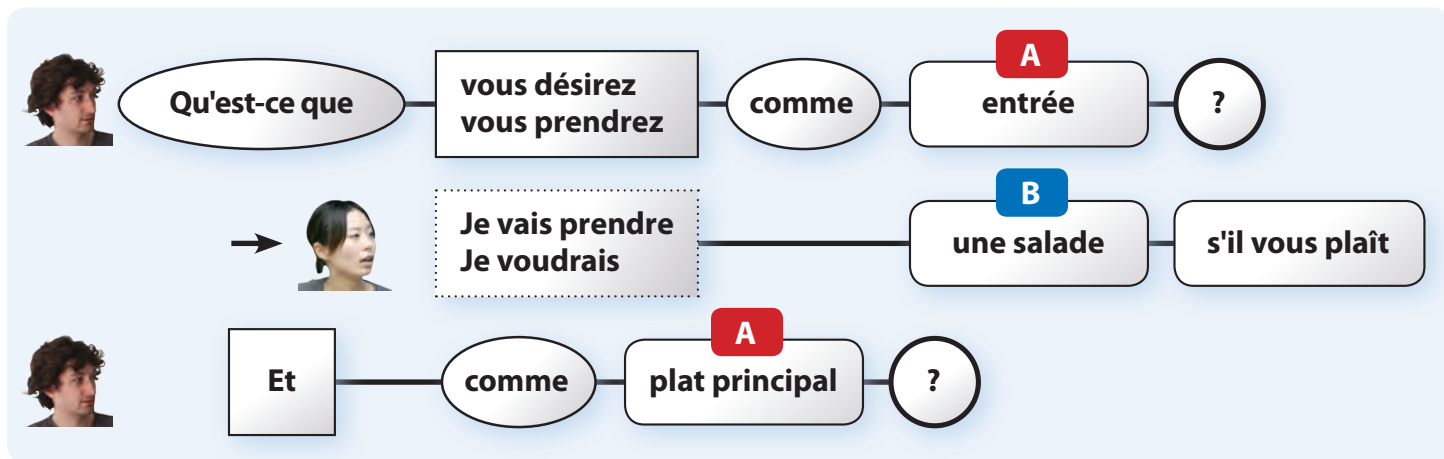 A
Qu'est-ce que
vous désirez
vous prendrez
comme
entrée
?
B
Je vais prendre
Je voudrais
une salade
s'il vous plaît
A
Et
comme
plat principal
?